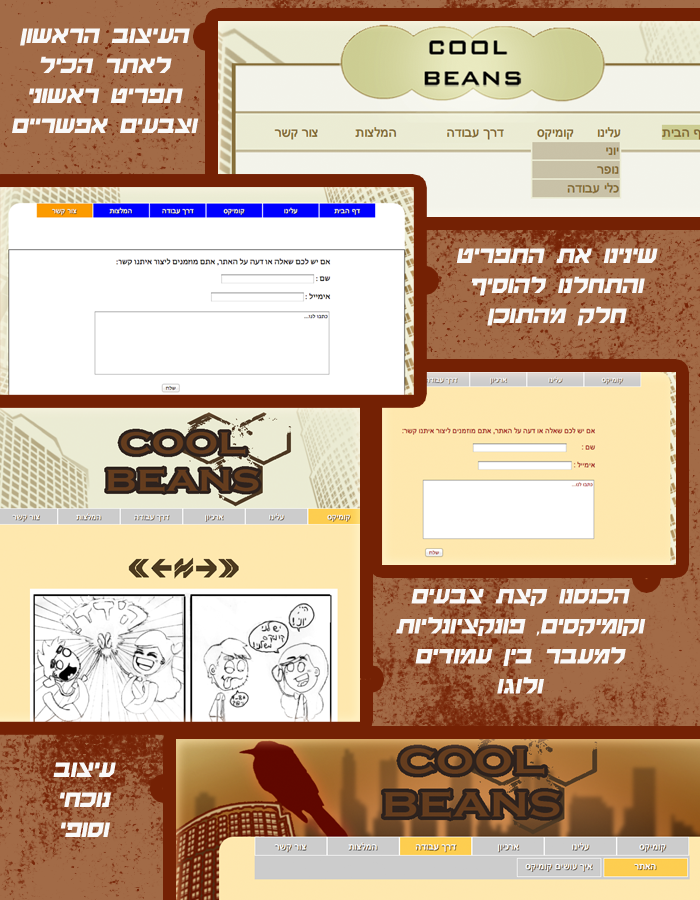 העיצוב הראשון
לאתר הכיל
תפריט ראשוני
וצבעים אפשריים
COOL
BEANS
דף הבית עלינו קומיקס דרך עבודה המלצות צור קשר
יוני
נופר
כלי עבודה
דף הבית עלינו קומיקס דרך עבודה המלצות צור קשר
אם יש לכם שאלה או דעה על האתר, אתם מוזמנים ליצור איתנו קשר:
שם :
אימייל :
כתבו לנו...
שלח
שינינו את התפריט
והתחלנו להוסיף
חלק מהתוכן
קומיקס עלינו ארכיון דרך עבודה
אם יש לכם שאלה או דעה על האתר, אתם מוזמנים ליצור איתנו קשר:
שם :
אימייל :
כתבו לנו...
שלח
COOL
BEANS
קומיקס עלינו ארכיון דרך עבודה המלצות צור קשר
היי
יוני!
יש לי
הכנסנו קצת צבעים
וקומיקסים, פונקציונליות
למעבר בין עמודים
ולוגו
עיצוב
נוכחי
וסופי
COOL
BEANS
קומיקס עלינו ארכיון דרך עבודה המלצות צור קשר
האתר איך עושים קומיקס